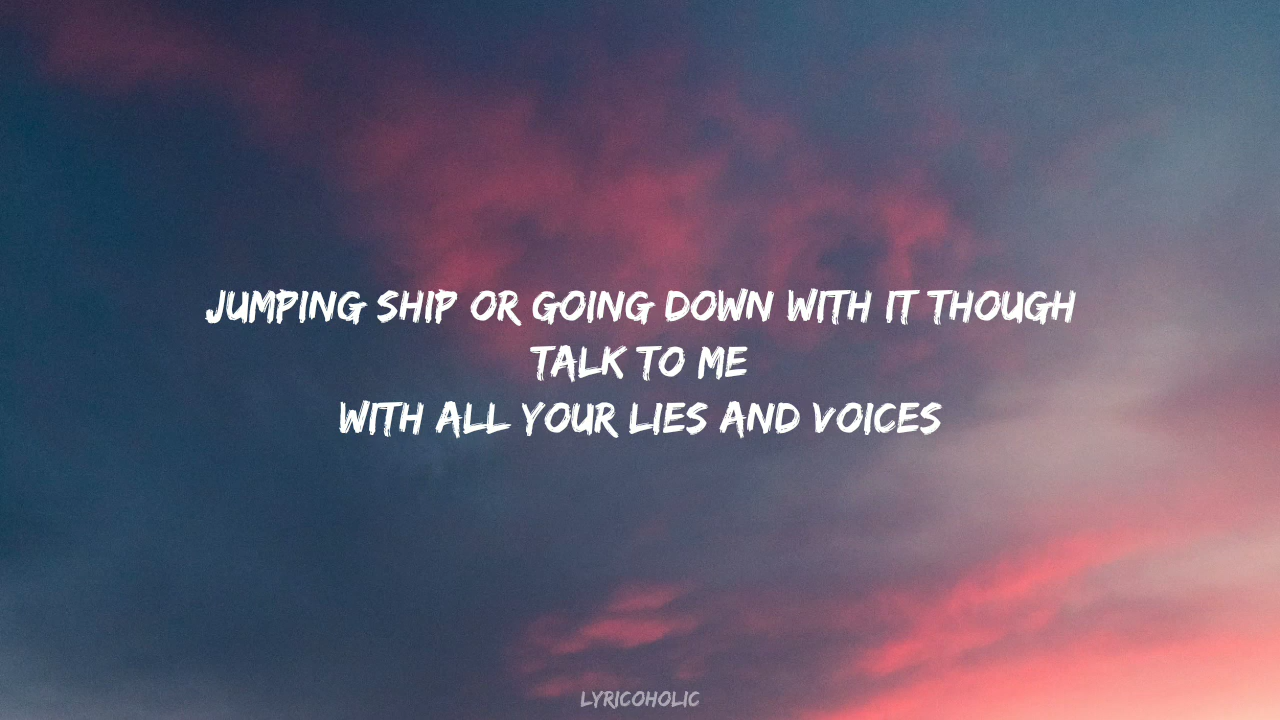 JUMPING SHIP OR GOING DOWN WITH IT THOUGH
TALK TO ME
WITH ALL YOUR LIES AND VOICES
LYRICOHOLIC